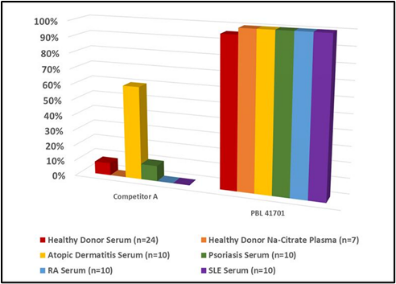 100%
90%
80%
70%
60%
50%
40%
30%
20%
10%
0%
Competitor A
PBL 41701
Healthy Donor Serum (n=24)
Healthy Donor Na-Citrate Plasma (n=7)
Atopic Dermatitis Serum (n=10)
Psoriasis Serum (n=10)
RA Serum (n=10)
SLE Serum (n=10)